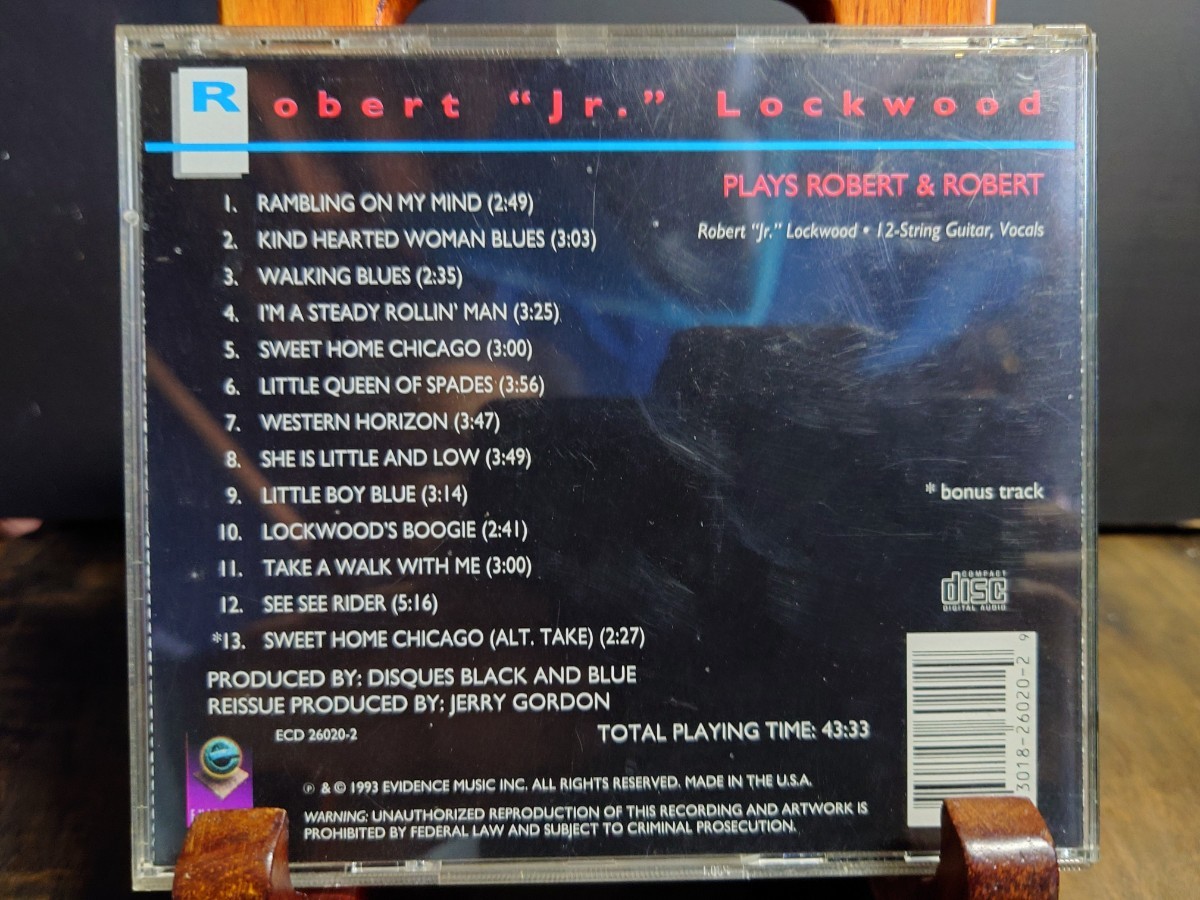 Robert “Jr.” Lockwood
PLAYS ROBERT & ROBERT
Robert “Jr.” Lockwood • 12-String Guitar, Vocals
1. RAMBLING ON MY MIND (2:49)
2. KIND HEARTED WOMAN BLUES (3:03)
3. WALKING BLUES (2:35)
4. I'M A STEADY ROLLIN' MAN (3:25)
5. SWEET HOME CHICAGO (3:00)
6. LITTLE QUEEN OF SPADES (3:56)
7. WESTERN HORIZON (3:47)
8. SHE IS LITTLE AND LOW (3:49)
9. LITTLE BOY BLUE (3:14)
10. LOCKWOOD'S BOOGIE (2:41)
11. TAKE A WALK WITH ME (3:00)
12. SEE SEE RIDER (5:16)
*13. SWEET HOME CHICAGO (ALT. TAKE) (2:27)
* bonus track
COMPACT
disc
DIGITAL AUDIO
PRODUCED BY: DISQUES BLACK AND BLUE
REISSUE PRODUCED BY: JERRY GORDON
ECD 26020-2
TOTAL PLAYING TIME: 43:33
℗ & © 1993 EVIDENCE MUSIC INC. ALL RIGHTS RESERVED. MADE IN THE U.S.A.
WARNING: UNAUTHORIZED REPRODUCTION OF THIS RECORDING AND ARTWORK IS
PROHIBITED BY FEDERAL LAW AND SUBJECT TO CRIMINAL PROSECUTION.
3018-26020-2 9